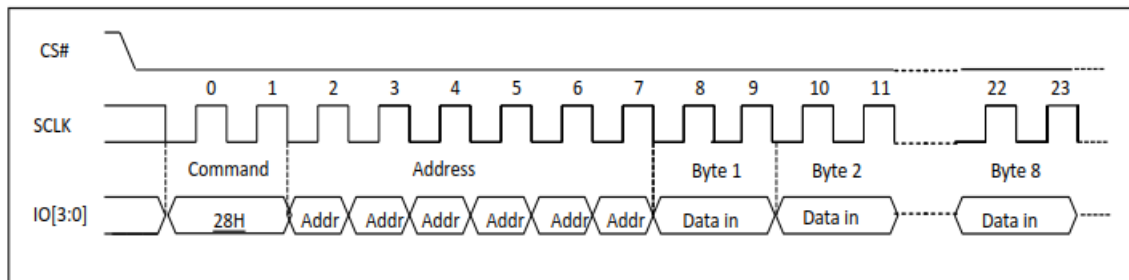 CS#
0 1 2 3 4 5 6 7 8 9 10 11 22 23
SCLK
Command Address Byte 1 Byte 2 Byte 8
IO[3:0] 28H Addr Addr Addr Addr Addr Addr Data in Data in Data in